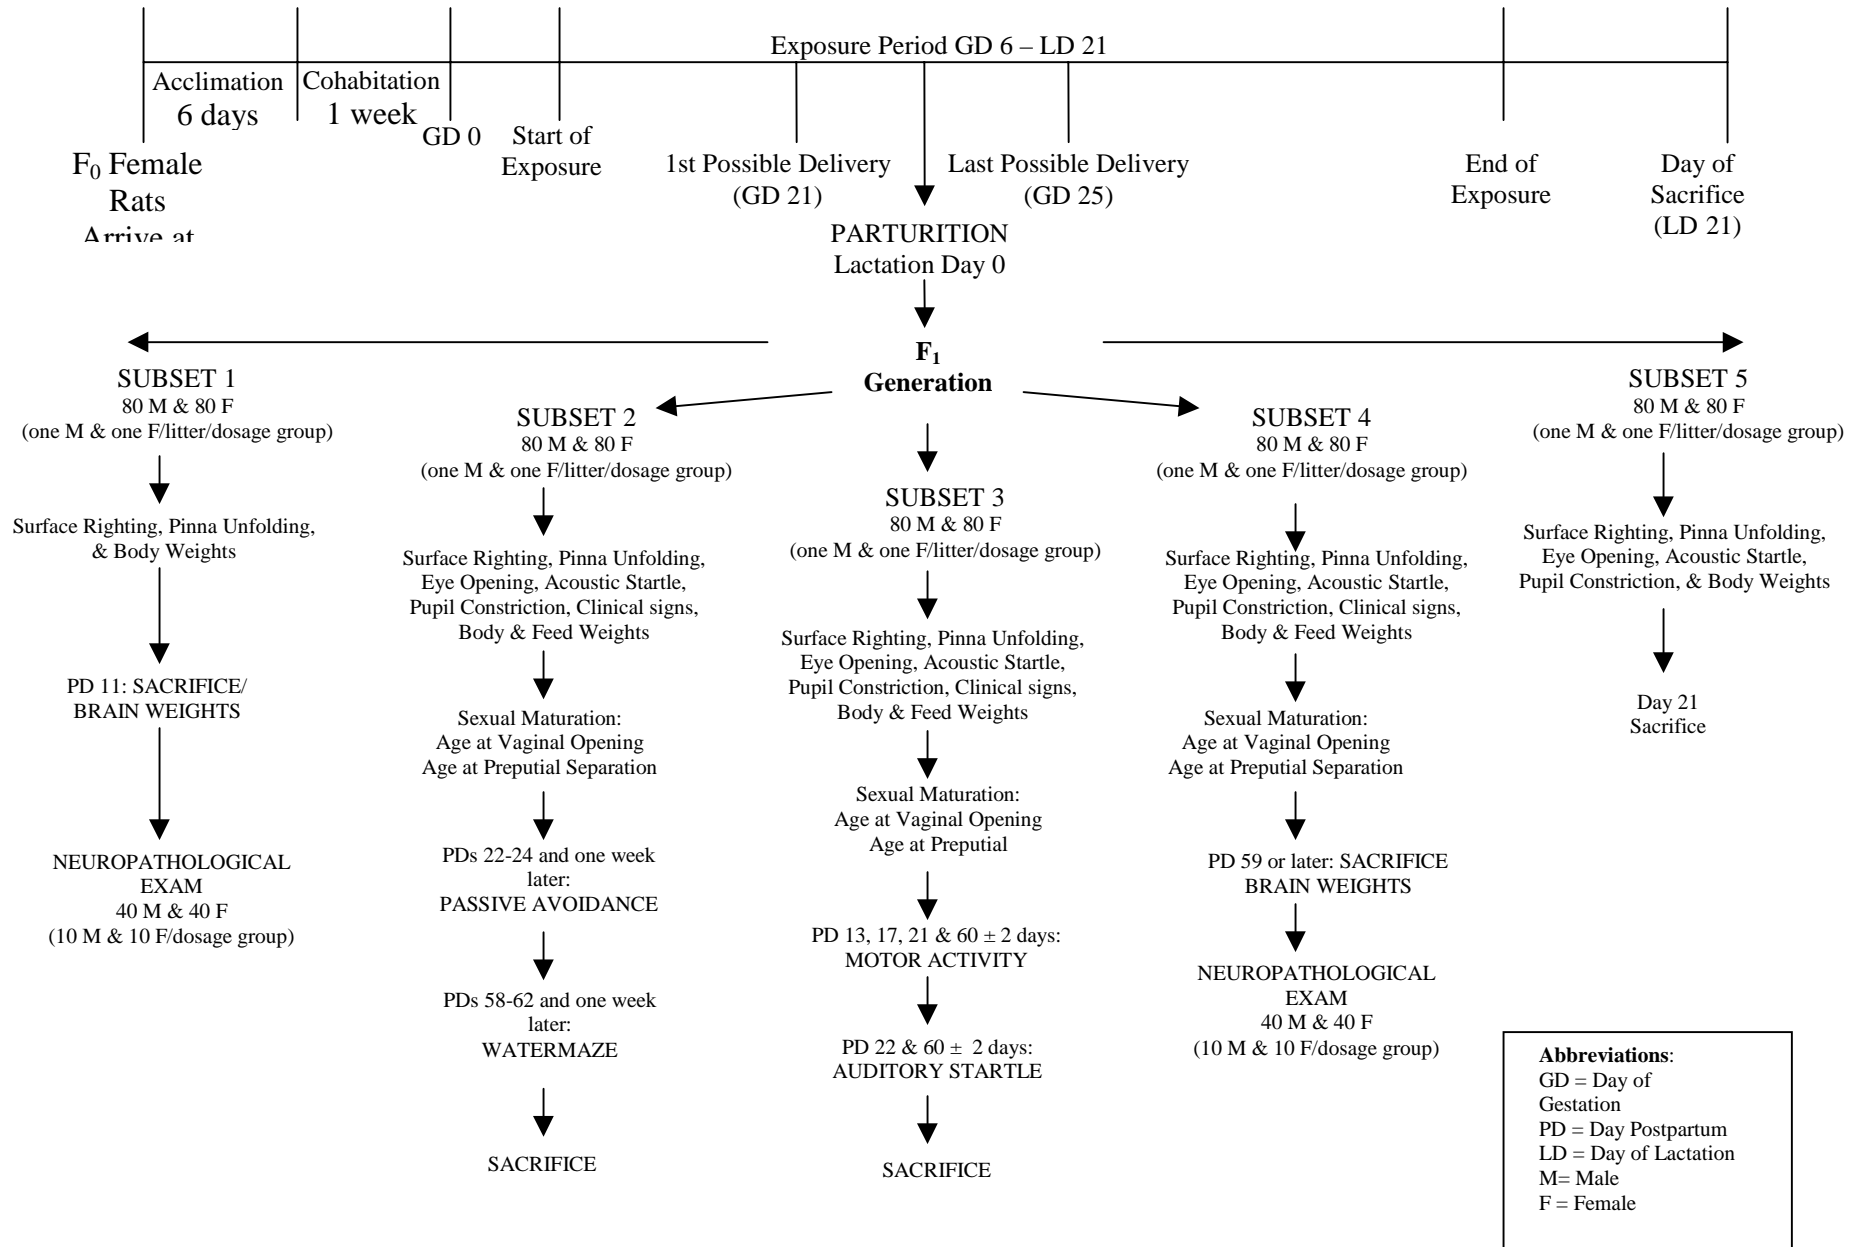 Exposure Period GD 6 – LD 21
Acclimation
6 days
Cohabitation
1 week
GD 0
Start of
Exposure
F0 Female
Rats
Arrive at
1st Possible Delivery
(GD 21)
Last Possible Delivery
(GD 25)
End of
Exposure
Day of
Sacrifice
(LD 21)
PARTURITION
Lactation Day 0
F1
Generation
SUBSET 1
80 M & 80 F
(one M & one F/litter/dosage group)
Surface Righting, Pinna Unfolding,
& Body Weights
PD 11: SACRIFICE/
BRAIN WEIGHTS
NEUROPATHOLOGICAL
EXAM
40 M & 40 F
(10 M & 10 F/dosage group)
SUBSET 2
80 M & 80 F
(one M & one F/litter/dosage group)
Surface Righting, Pinna Unfolding,
Eye Opening, Acoustic Startle,
Pupil Constriction, Clinical signs,
Body & Feed Weights
Sexual Maturation:
Age at Vaginal Opening
Age at Preputial Separation
PDs 22-24 and one week
later:
PASSIVE AVOIDANCE
PDs 58-62 and one week
later:
WATERMAZE
SACRIFICE
SUBSET 3
80 M & 80 F
(one M & one F/litter/dosage group)
Surface Righting, Pinna Unfolding,
Eye Opening, Acoustic Startle,
Pupil Constriction, Clinical signs,
Body & Feed Weights
Sexual Maturation:
Age at Vaginal Opening
Age at Preputial
PD 13, 17, 21 & 60 ± 2 days:
MOTOR ACTIVITY
PD 22 & 60 ± 2 days:
AUDITORY STARTLE
SACRIFICE
SUBSET 4
80 M & 80 F
(one M & one F/litter/dosage group)
Surface Righting, Pinna Unfolding,
Eye Opening, Acoustic Startle,
Pupil Constriction, Clinical signs,
Body & Feed Weights
Sexual Maturation:
Age at Vaginal Opening
Age at Preputial Separation
PD 59 or later: SACRIFICE
BRAIN WEIGHTS
NEUROPATHOLOGICAL
EXAM
40 M & 40 F
(10 M & 10 F/dosage group)
SUBSET 5
80 M & 80 F
(one M & one F/litter/dosage group)
Surface Righting, Pinna Unfolding,
Eye Opening, Acoustic Startle,
Pupil Constriction, & Body Weights
Day 21
Sacrifice
Abbreviations:
GD = Day of
Gestation
PD = Day Postpartum
LD = Day of Lactation
M= Male
F = Female